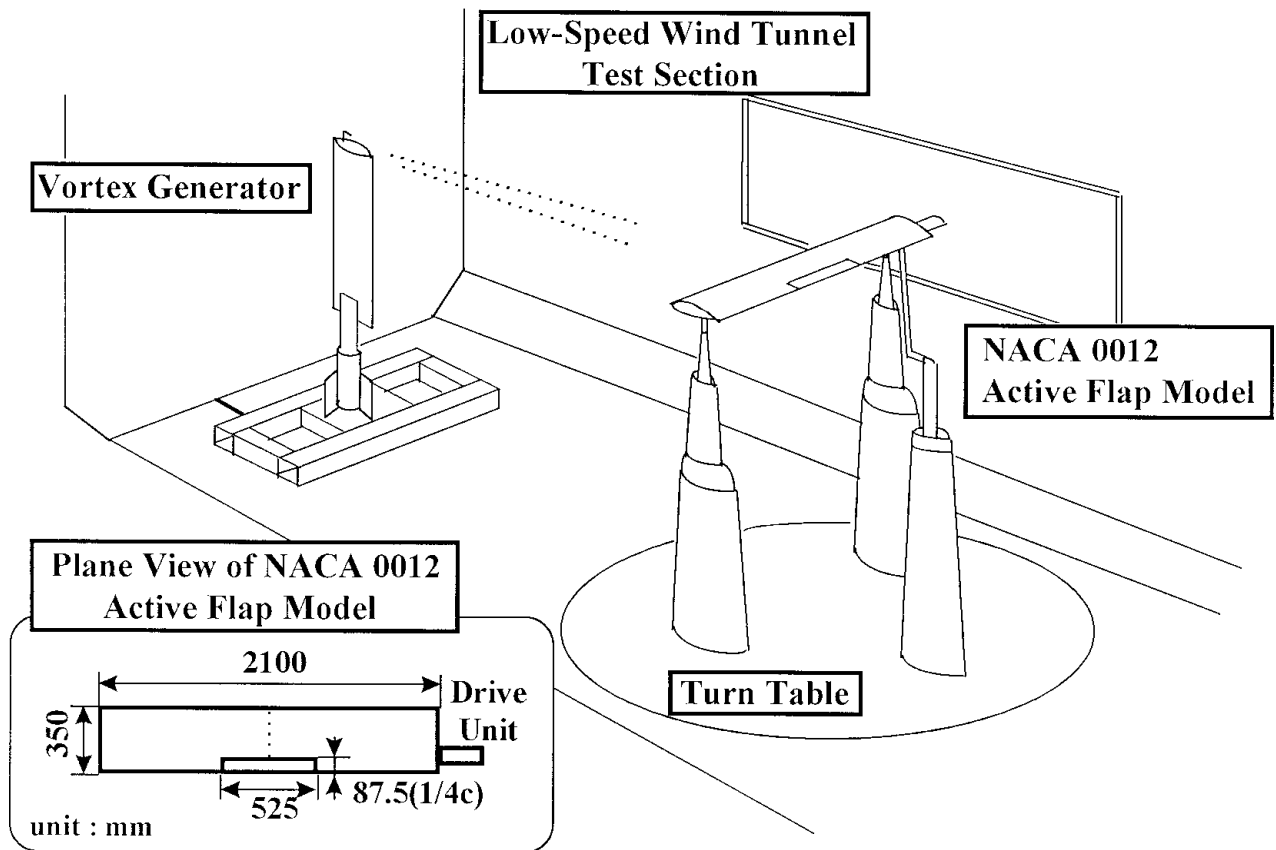 Low-Speed Wind Tunnel
Test Section
Vortex Generator
NACA 0012
Active Flap Model
Plane View of NACA 0012
Active Flap Model
2100
Drive
Unit
350
525
87.5(1/4c)
unit : mm
Turn Table